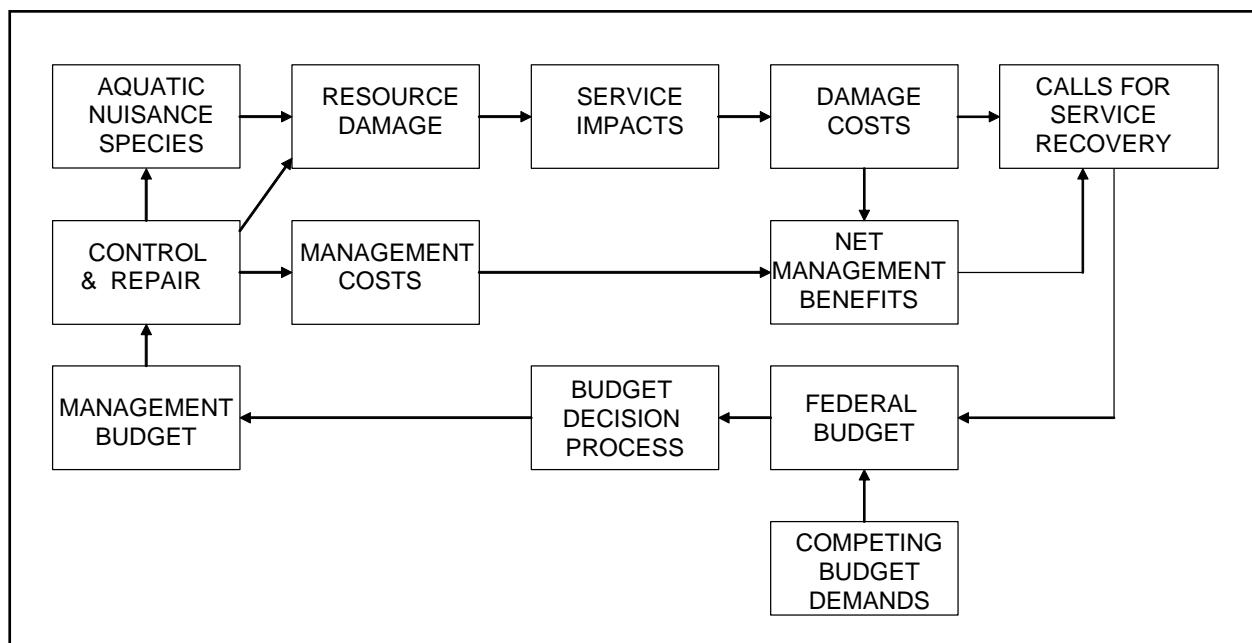 AQUATIC
NUISANCE
SPECIES
RESOURCE
DAMAGE
SERVICE
IMPACTS
DAMAGE
COSTS
CALLS FOR
SERVICE
RECOVERY
CONTROL
& REPAIR
MANAGEMENT
COSTS
NET
MANAGEMENT
BENEFITS
MANAGEMENT
BUDGET
BUDGET
DECISION
PROCESS
FEDERAL
BUDGET
COMPETING
BUDGET
DEMANDS